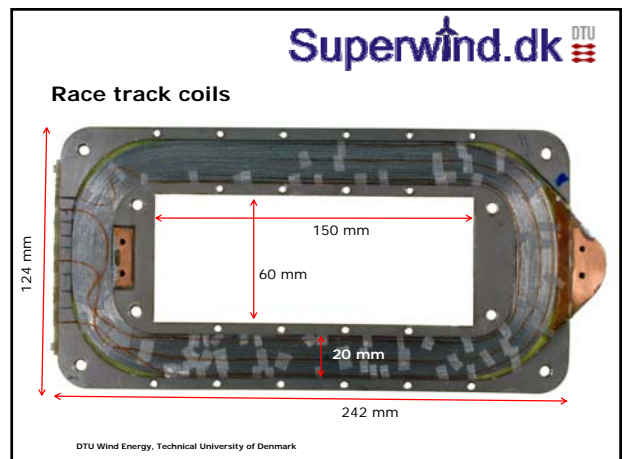 Superwind.dk DTU
Race track coils
150 mm
60 mm
124 mm
20 mm
242 mm
DTU Wind Energy, Technical University of Denmark